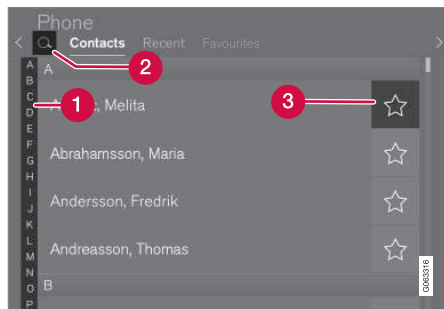 Phone
Contacts Recent Favourites
2
A
A
B
C
D
E
F
G
H
I
J
K
L
M
N
O
P
1
Melita
3
Abrahamsson, Maria
Andersson, Fredrik
Andreasson, Thomas
B
G063316